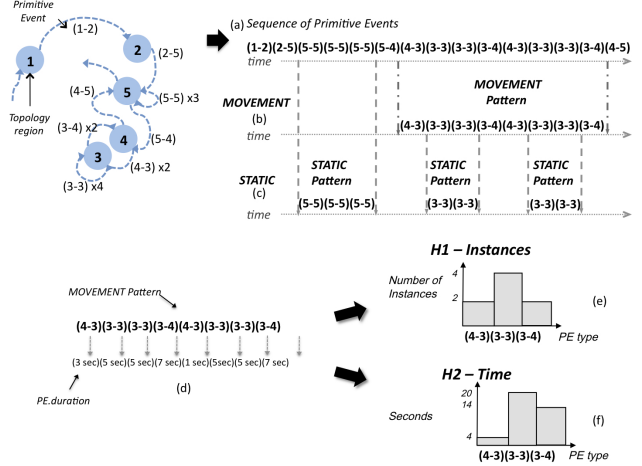 Primitive
Event
(1-2)
1
2
(2-5)
5
(4-5)
(5-5) x3
Topology
region
(3-4) x2
4
(5-4)
3
(4-3) x2
(3-3) x4
(a) Sequence of Primitive Events
(1-2)(2-5)(5-5)(5-5)(5-5)(5-4)(4-3)(3-3)(3-3)(3-4)(4-3)(3-3)(3-3)(3-4)(4-5)
time
MOVEMENT
Pattern
MOVEMENT
(b)
(4-3)(3-3)(3-3)(3-4)(4-3)(3-3)(3-3)(3-4)
time
STATIC
Pattern
STATIC
Pattern
STATIC
Pattern
STATIC
(c)
(5-5)(5-5)(5-5)
(3-3)(3-3)
(3-3)(3-3)
time
MOVEMENT Pattern
(4-3)(3-3)(3-3)(3-4)(4-3)(3-3)(3-3)(3-4)
(3 sec)(5 sec)(5 sec)(7 sec)(1 sec)(5sec)(5 sec)(7 sec)
PE.duration
(d)
H1 – Instances
Number of
Instances
4
2
(e)
(4-3)(3-3)(3-4) PE type
H2 – Time
Seconds
20
14
4
(f)
(4-3)(3-3)(3-4) PE type